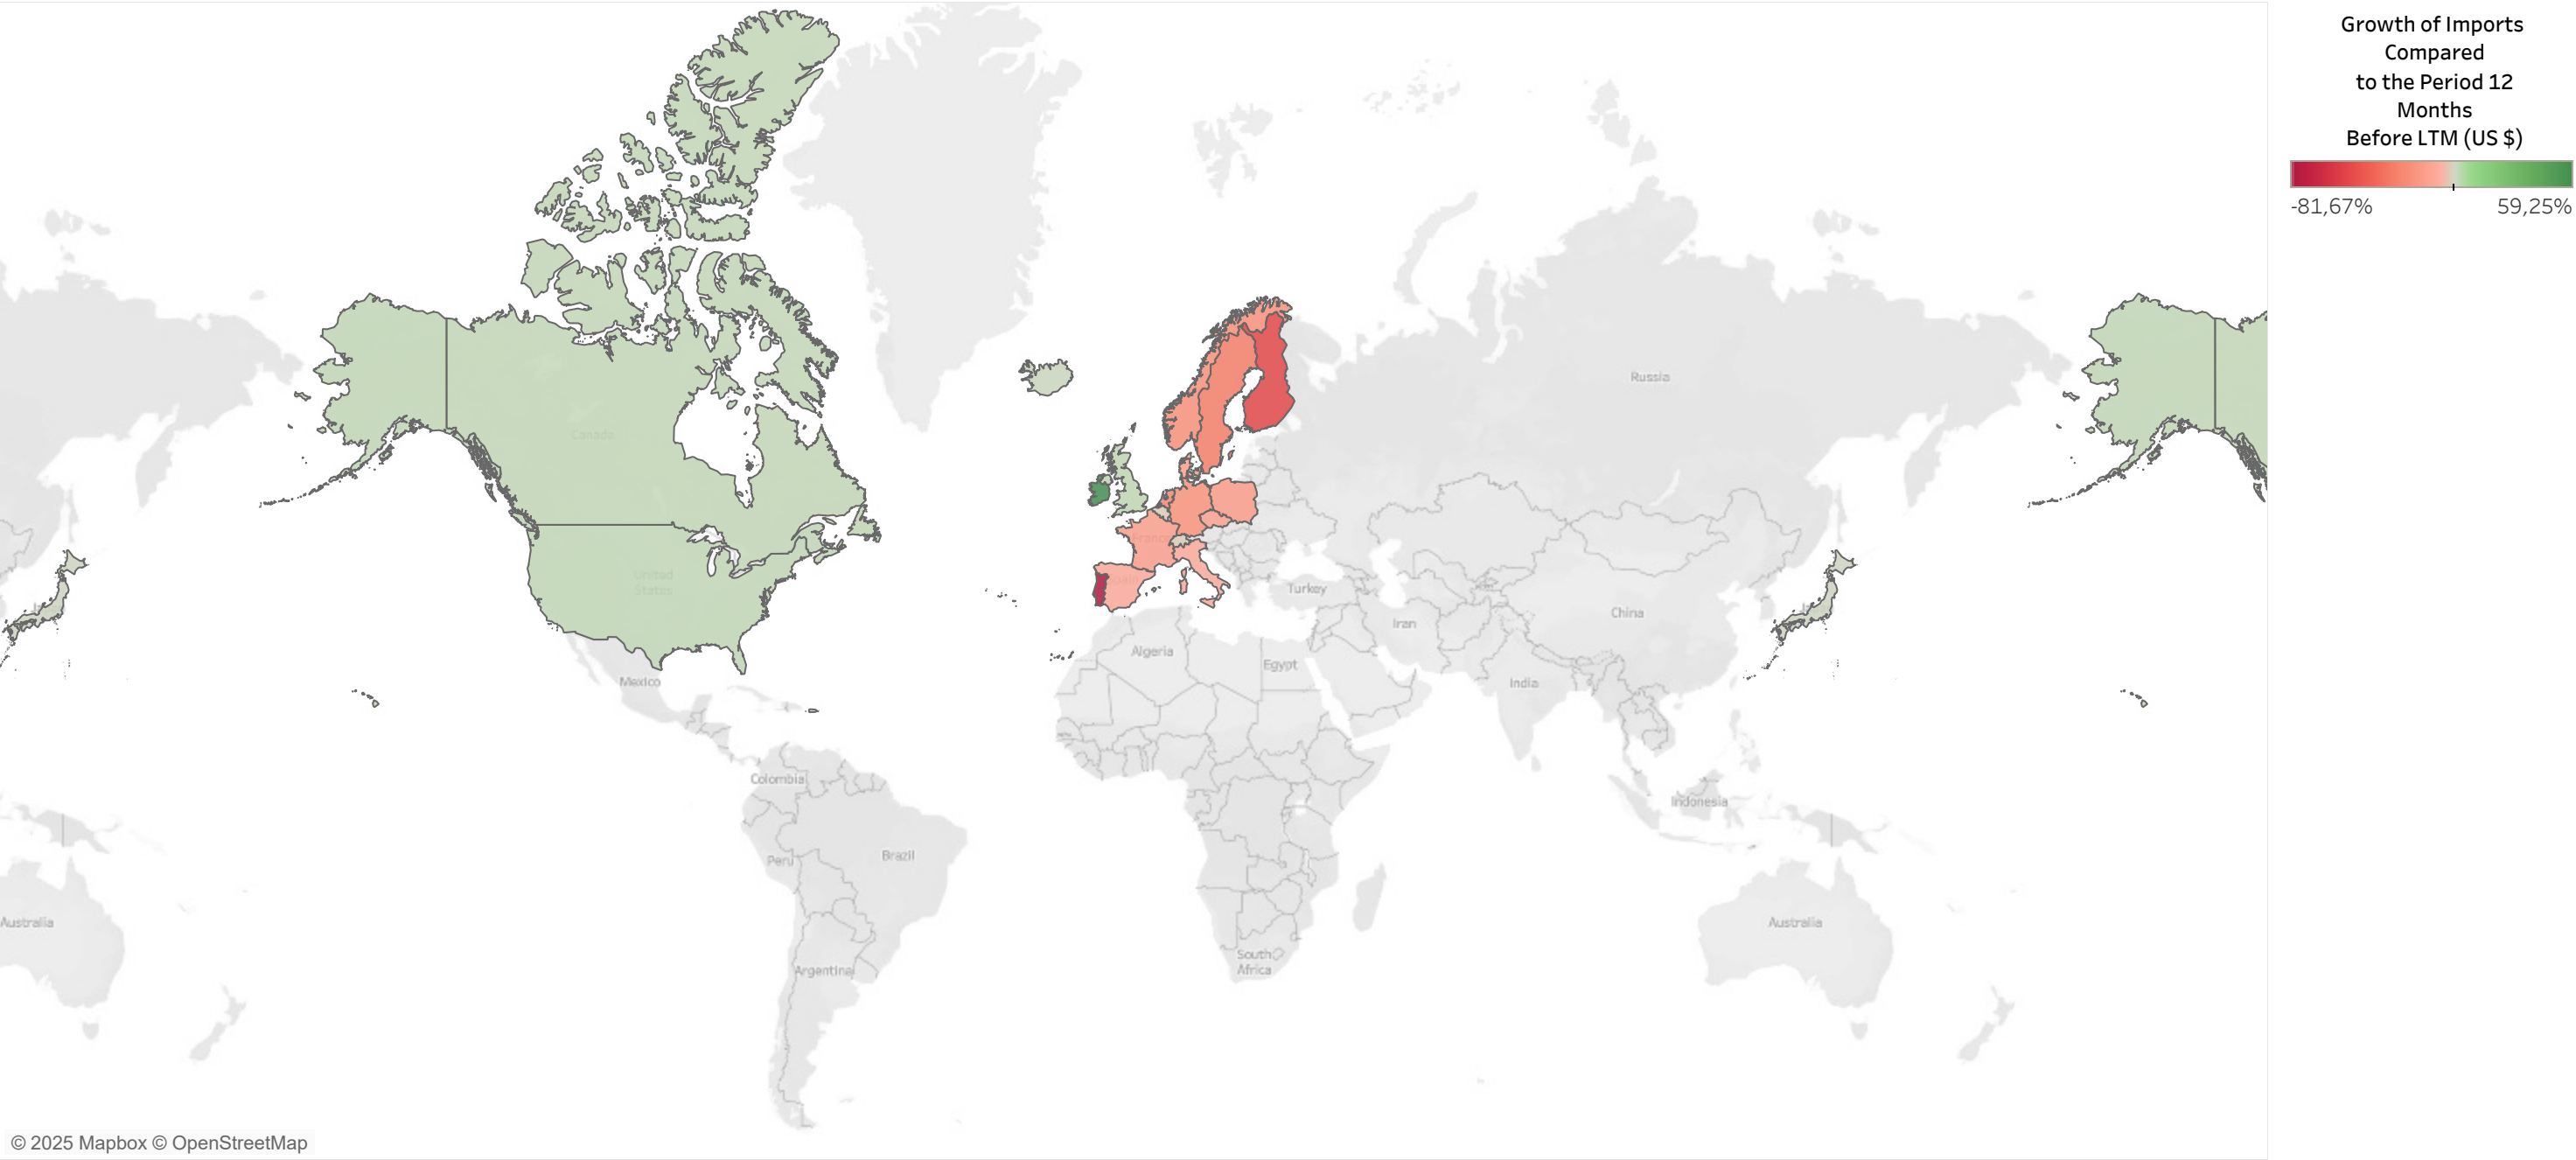 Growth of Imports
Compared
to the Period 12
Months
Before LTM (US $)
-81,67% 59,25%
Russia
Canada
France
United
States
Spain
Turkey
China
Iran
Algeria
Egypt
Mexico
India
Colombia
Indonesia
Brazil
Peru
Australia
Australia
South
Africa
Argentina
© 2025 Mapbox © OpenStreetMap